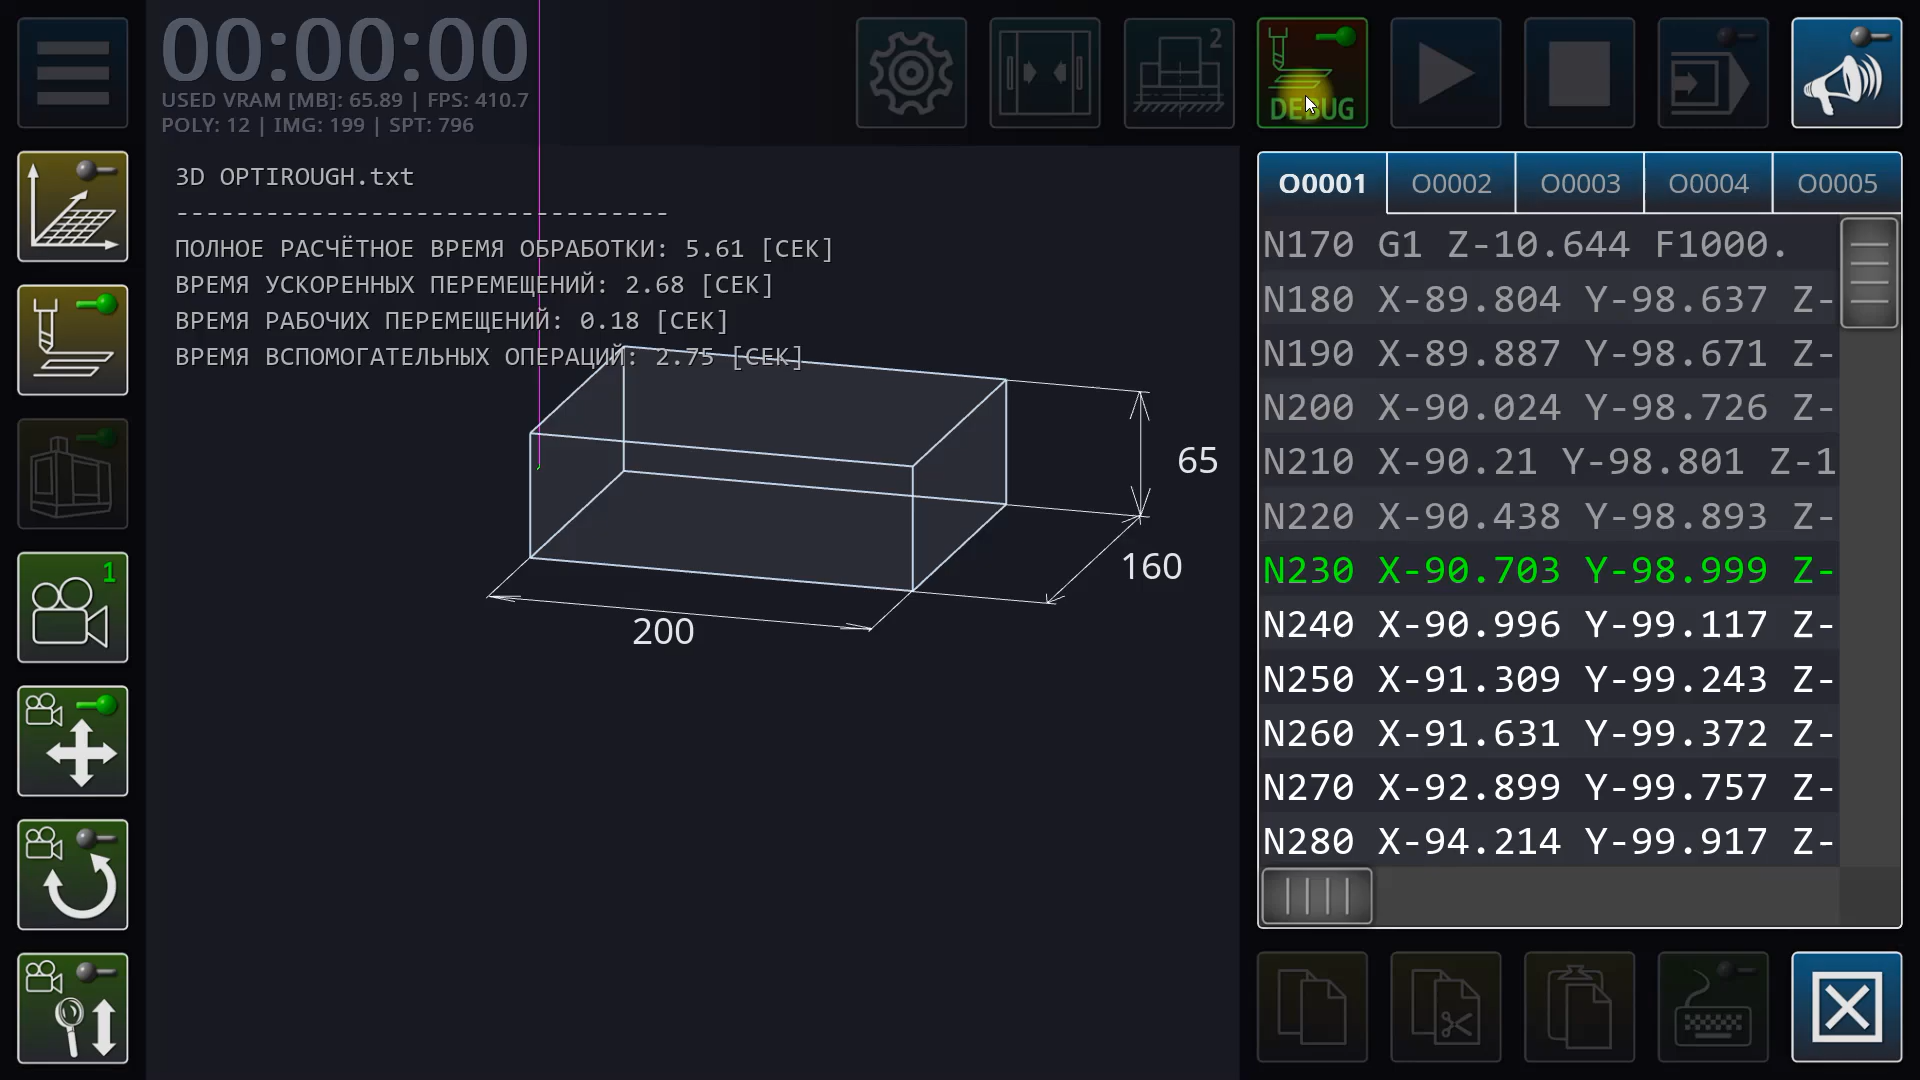 00:00:00
USED VRAM [MB]: 65.89 | FPS: 410.7
POLY: 12 | IMG: 199 | SPT: 796
2
DEBUG
3D OPTIROUGH.txt
---------------------------------
ПОЛНОЕ РАСЧЁТНОЕ ВРЕМЯ ОБРАБОТКИ: 5.61 [СЕК]
ВРЕМЯ УСКОРЕННЫХ ПЕРЕМЕЩЕНИЙ: 2.68 [СЕК]
ВРЕМЯ РАБОЧИХ ПЕРЕМЕЩЕНИЙ: 0.18 [СЕК]
ВРЕМЯ ВСПОМОГАТЕЛЬНЫХ ОПЕРАЦИЙ: 2.75 [СЕК]
65
160
200
1
O0001 O0002 O0003 O0004 O0005
N170 G1 Z-10.644 F1000.
N180 X-89.804 Y-98.637 Z-
N190 X-89.887 Y-98.671 Z-
N200 X-90.024 Y-98.726 Z-
N210 X-90.21 Y-98.801 Z-1
N220 X-90.438 Y-98.893 Z-
N230 X-90.703 Y-98.999 Z-
N240 X-90.996 Y-99.117 Z-
N250 X-91.309 Y-99.243 Z-
N260 X-91.631 Y-99.372 Z-
N270 X-92.899 Y-99.757 Z-
N280 X-94.214 Y-99.917 Z-